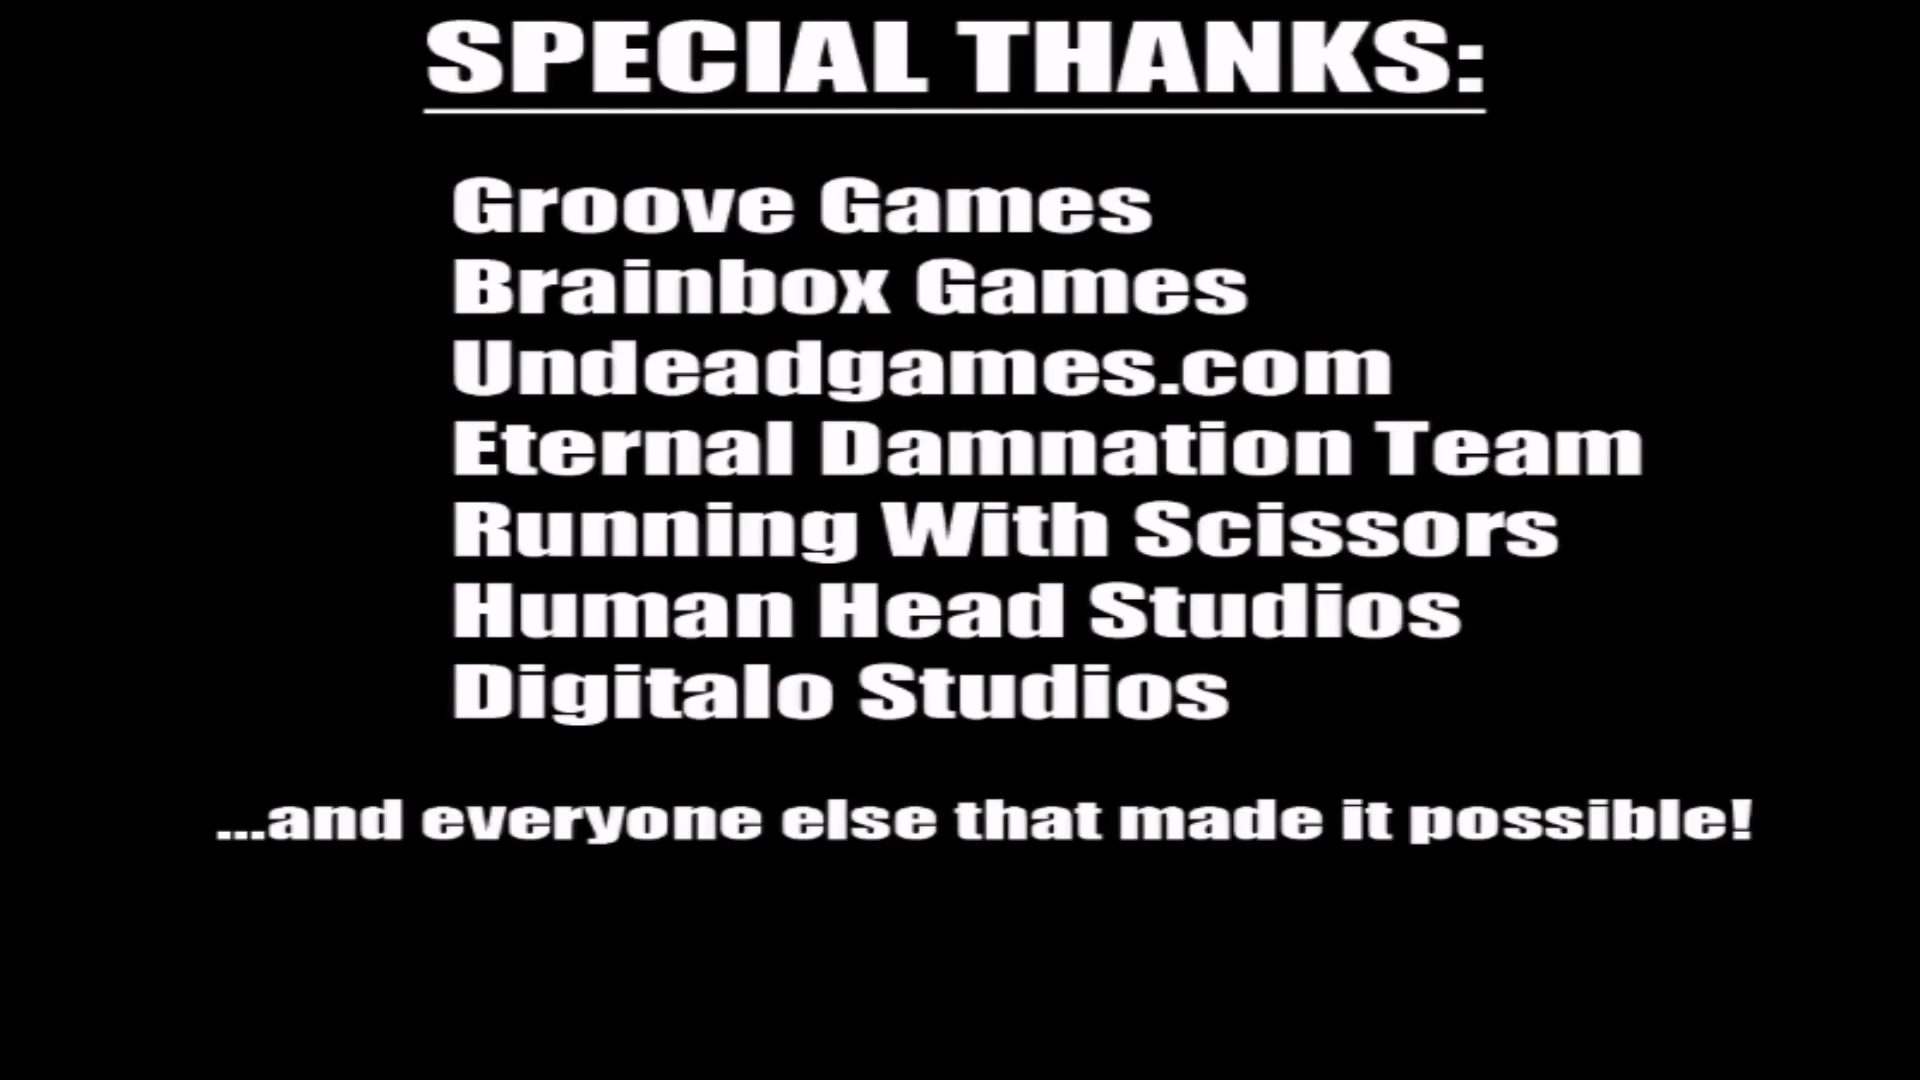 SPECIAL THANKS:
Groove Games
Brainbox Games
Undeadgames.com
Eternal Damnation Team
Running With Scissors
Human Head Studios
Digitalo Studios
...and everyone else that made it possible!